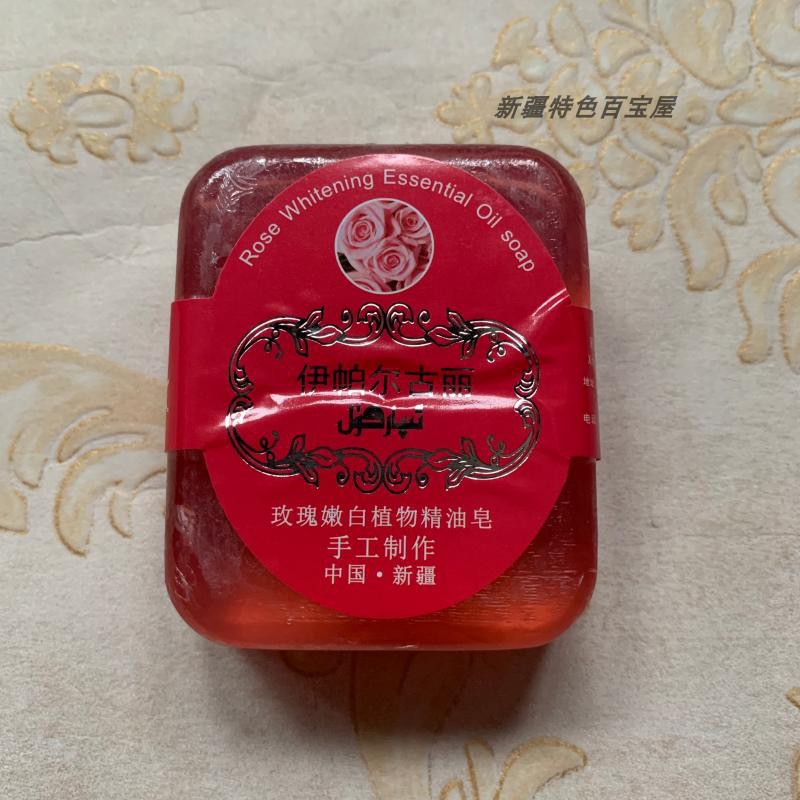 新疆特色百宝屋
Rose Whitening Essential Oil soap
伊帕尔古丽
玫瑰嫩白植物精油皂
手工制作
中国·新疆